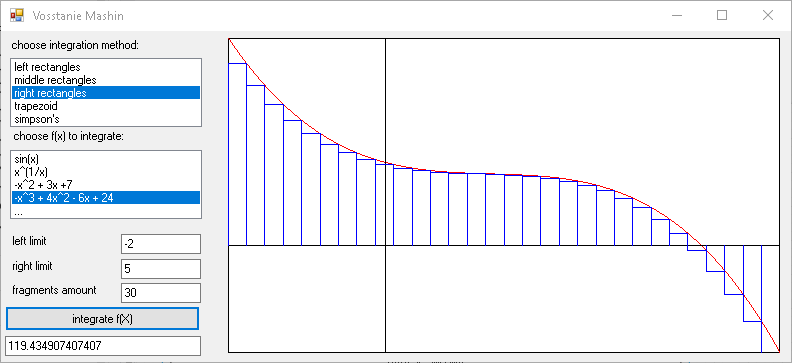 Vosstanie Mashin
choose integration method:
left rectangles
middle rectangles
right rectangles
trapezoid
simpson's
choose f(x) to integrate:
sin(x)
x^(1/x)
-x^2 + 3x +7
-x^3 + 4x^2 - 6x + 24
...
left limit
-2
right limit
5
fragments amount
30
integrate f(X)
119.434907407407